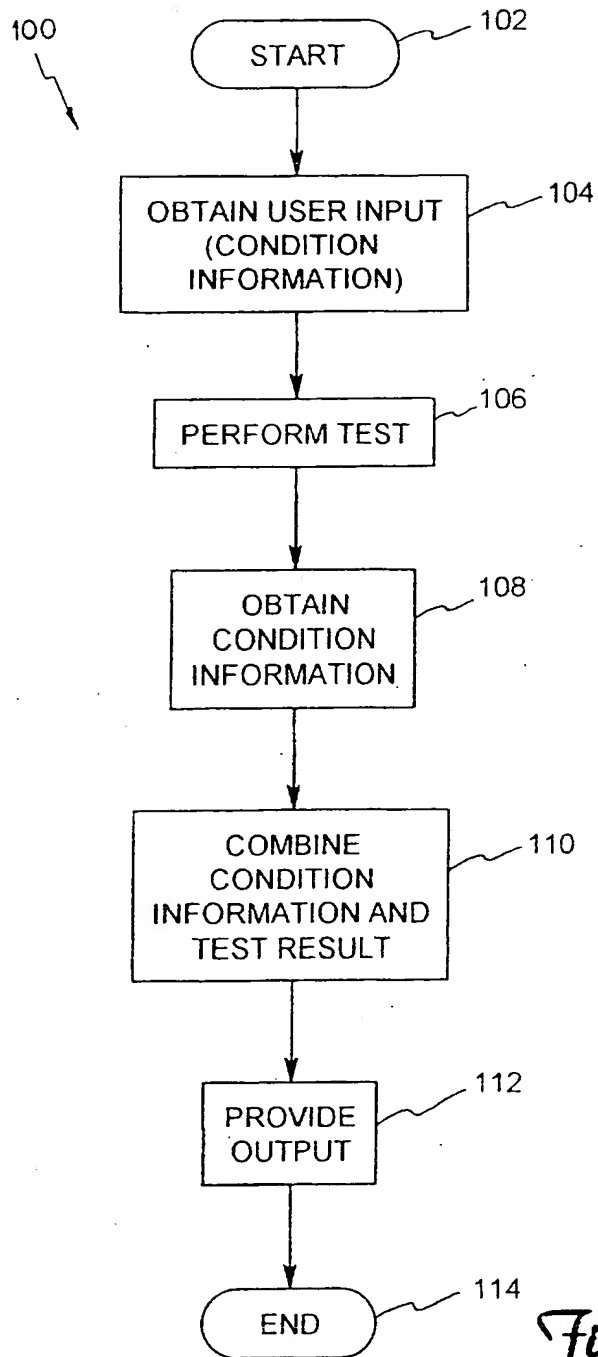 100
102
START
104
OBTAIN USER INPUT
(CONDITION
INFORMATION)
106
PERFORM TEST
108
OBTAIN
CONDITION
INFORMATION
110
COMBINE
CONDITION
INFORMATION AND
TEST RESULT
112
PROVIDE
OUTPUT
114
END